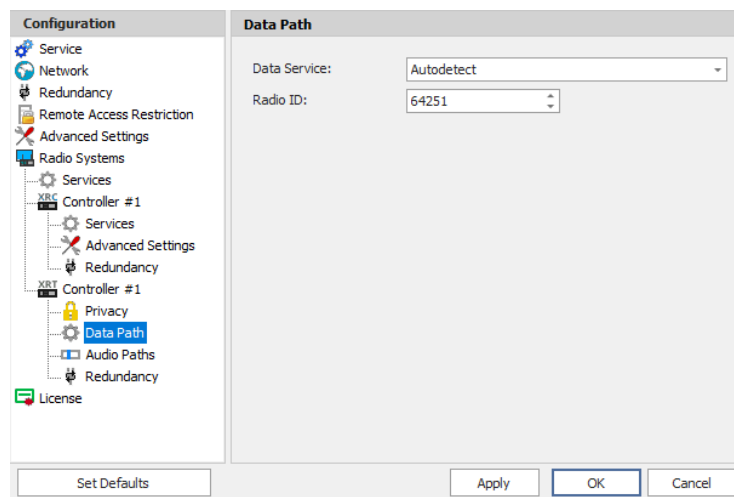 Configuration
Service
Network
Redundancy
Remote Access Restriction
Advanced Settings
Radio Systems
Services
XRC Controller #1
Services
Advanced Settings
Redundancy
XRT Controller #1
Privacy
Data Path
Audio Paths
Redundancy
License
Data Path
Data Service: Autodetect
Radio ID: 64251
Set Defaults Apply OK Cancel